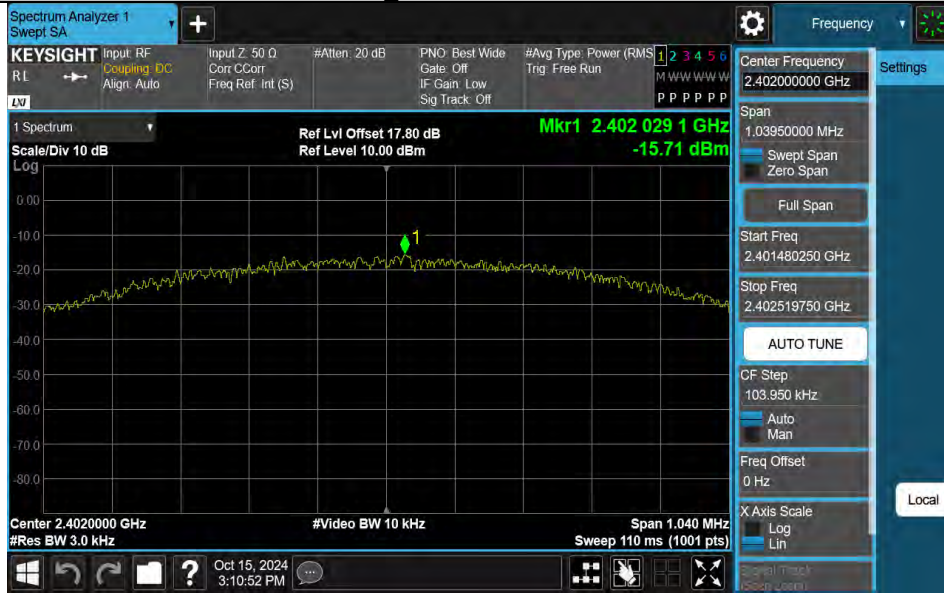 Spectrum Analyzer 1
Swept SA
+
Frequency
KEYSIGHT
RL
LXI
Input: RF
Coupling: DC
Align: Auto
Input Z: 50 Ω
Corr CCorr
Freq Ref: Int (S)
#Atten: 20 dB
PNO: Best Wide
Gate: Off
IF Gain: Low
Sig Track: Off
#Avg Type: Power (RMS
Trig: Free Run
1 2 3 4 5 6
M W W W W W
P P P P P P
1 Spectrum
Scale/Div 10 dB
Log
Ref Lvl Offset 17.80 dB
Ref Level 10.00 dBm
Mkr1 2.402 029 1 GHz
-15.71 dBm
1
0.00
-10.0
-20.0
-30.0
-40.0
-50.0
-60.0
-70.0
-80.0
Center 2.4020000 GHz
#Res BW 3.0 kHz
#Video BW 10 kHz
Span 1.040 MHz
Sweep 110 ms (1001 pts)
?
Oct 15, 2024
3:10:52 PM
Center Frequency
2.402000000 GHz
Span
1.03950000 MHz
Swept Span
Zero Span
Full Span
Start Freq
2.401480250 GHz
Stop Freq
2.402519750 GHz
AUTO TUNE
CF Step
103.950 kHz
Auto
Man
Freq Offset
0 Hz
X Axis Scale
Log
Lin
Signal Track
(Span Zoom)
Settings
Local